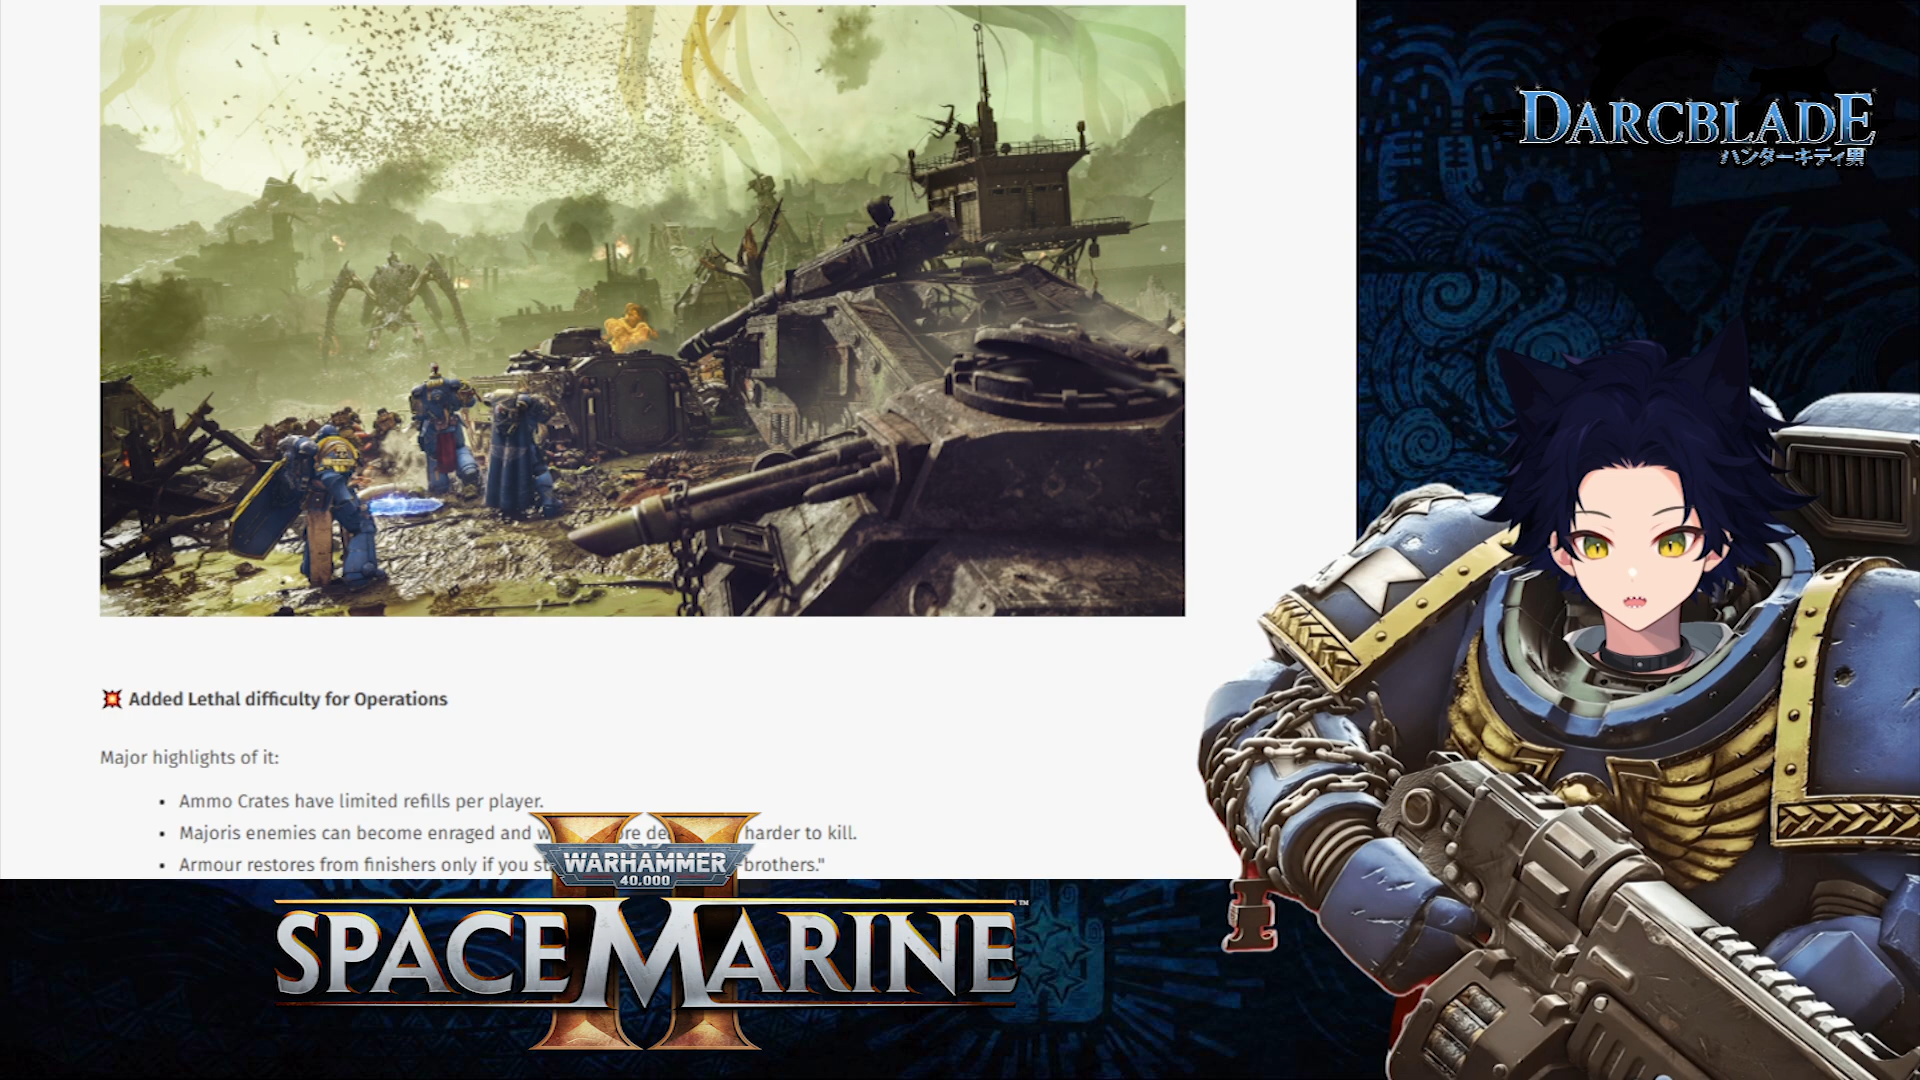 DARCBLADE
ハンターキティ男
💥 Added Lethal difficulty for Operations
Major highlights of it:
• Ammo Crates have limited refills per player.
• Majoris enemies can become enraged and harder to kill.
• Armour restores from finishers only if you brothers."
WARHAMMER
40,000
SPACE MARINE
II
™